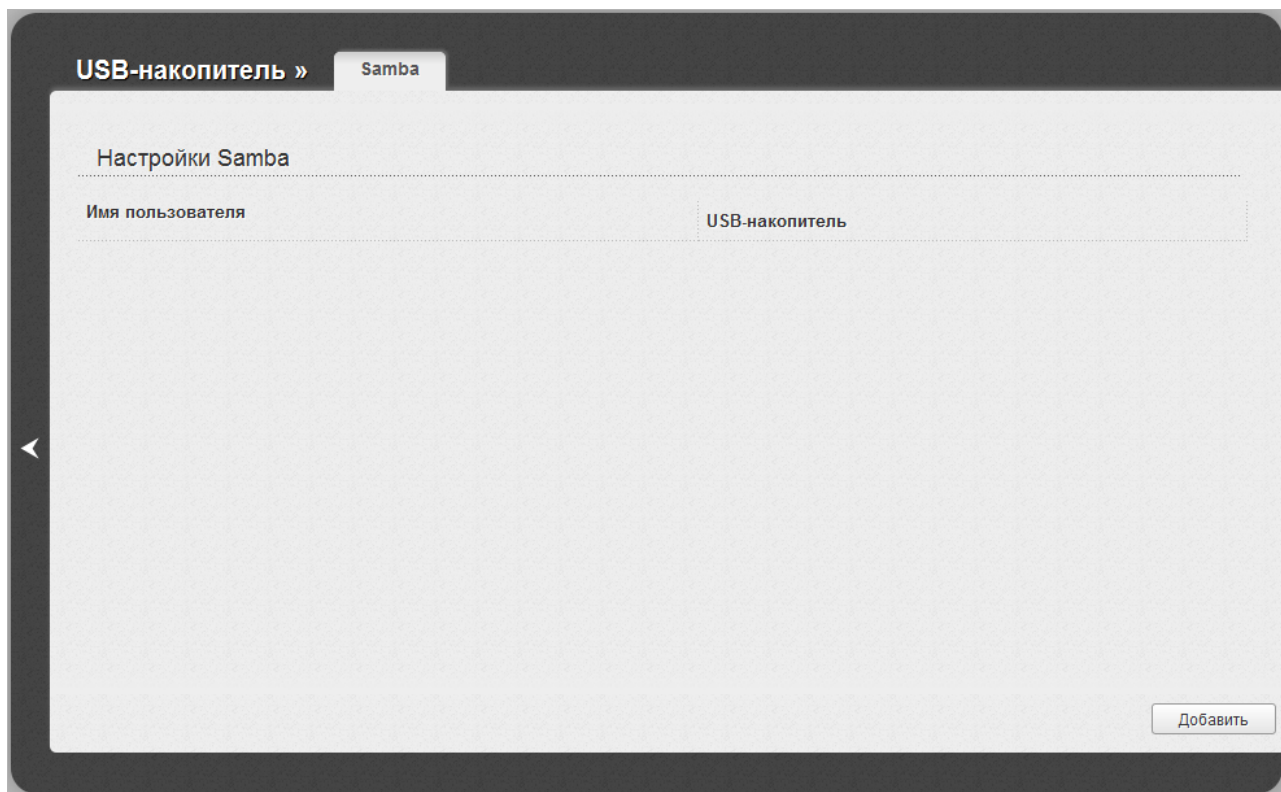 USB-накопитель » Samba
Настройки Samba
Имя пользователя USB-накопитель
Добавить